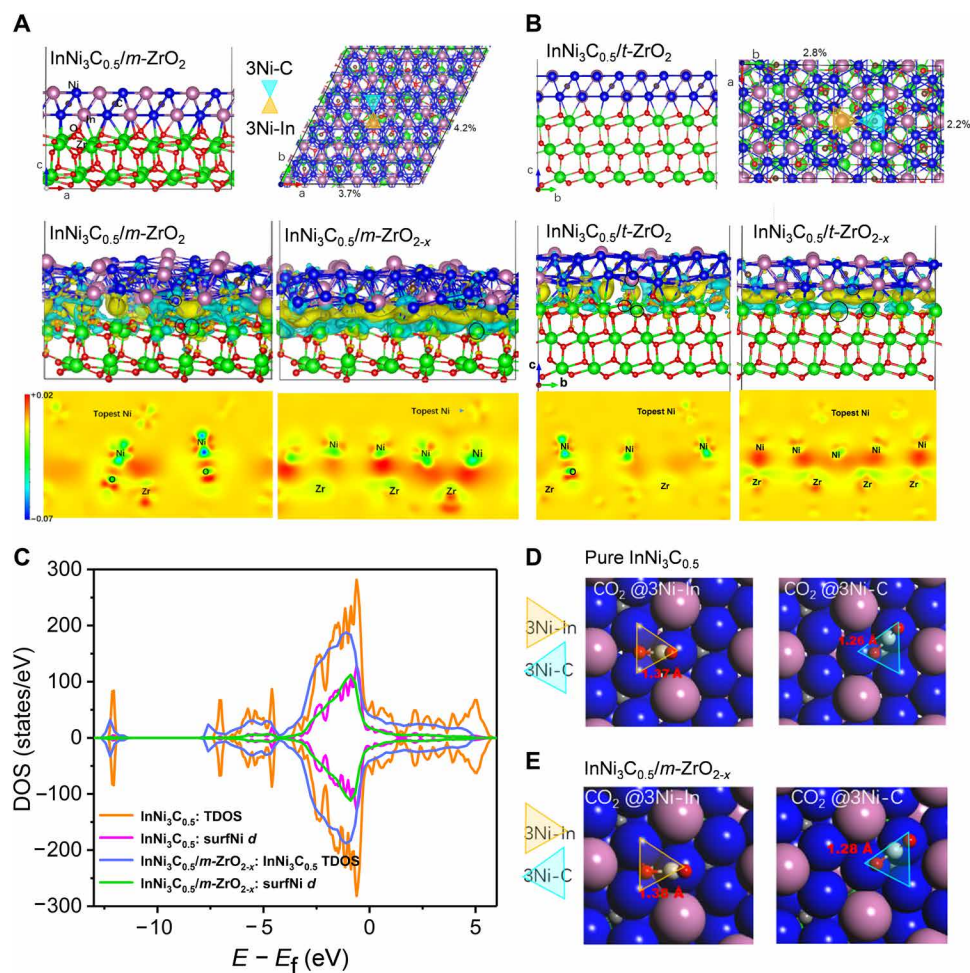 A
InNi₃C₀.₅/m-ZrO₂
Ni
C
In
O
Zr
c
a
3Ni-C
3Ni-In
4.2%
b
a
3.7%
B
InNi₃C₀.₅/t-ZrO₂
c
b
b
2.8%
a
2.2%
InNi₃C₀.₅/m-ZrO₂
InNi₃C₀.₅/m-ZrO₂₋ₓ
InNi₃C₀.₅/t-ZrO₂
InNi₃C₀.₅/t-ZrO₂₋ₓ
c
b
+0.02
−0.07
Topest Ni
Ni
Ni
O
O
Zr
Topest Ni
Ni
Ni
Ni
Ni
Zr
Zr
Zr
Topest Ni
Ni
Ni
Ni
O
Zr
Zr
Topest Ni
Ni
Ni
Ni
Ni
Ni
Zr
Zr
Zr
Zr
C
DOS (states/eV)
300
200
100
0
−100
−200
−300
InNi₃C₀.₅: TDOS
InNi₃C₀.₅: surfNi d
InNi₃C₀.₅/m-ZrO₂₋ₓ: InNi₃C₀.₅ TDOS
InNi₃C₀.₅/m-ZrO₂₋ₓ: surfNi d
−10
−5
0
5
E − Ef (eV)
D
Pure InNi₃C₀.₅
3Ni-In
3Ni-C
CO₂ @3Ni-In
1.37 Å
CO₂ @3Ni-C
1.26 Å
E
InNi₃C₀.₅/m-ZrO₂₋ₓ
3Ni-In
3Ni-C
CO₂ @3Ni-In
CO₂ @3Ni-C
1.28 Å